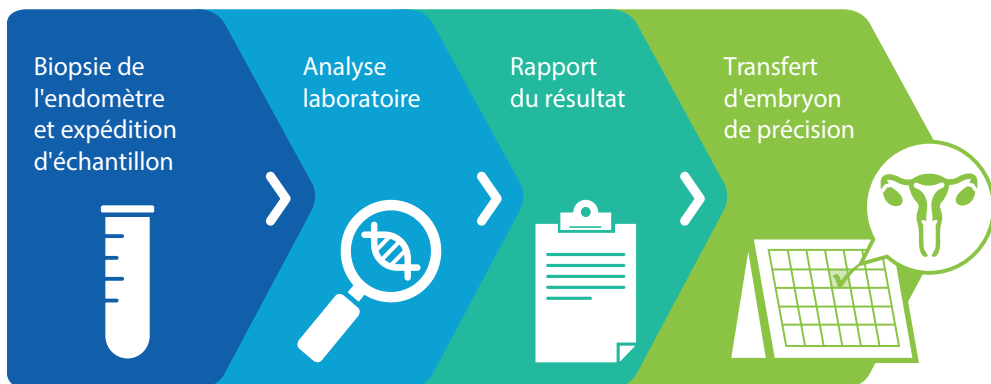 Biopsie de
l'endomètre
et expédition
d'échantillon
Analyse
laboratoire
Rapport
du résultat
Transfert
d'embryon
de précision